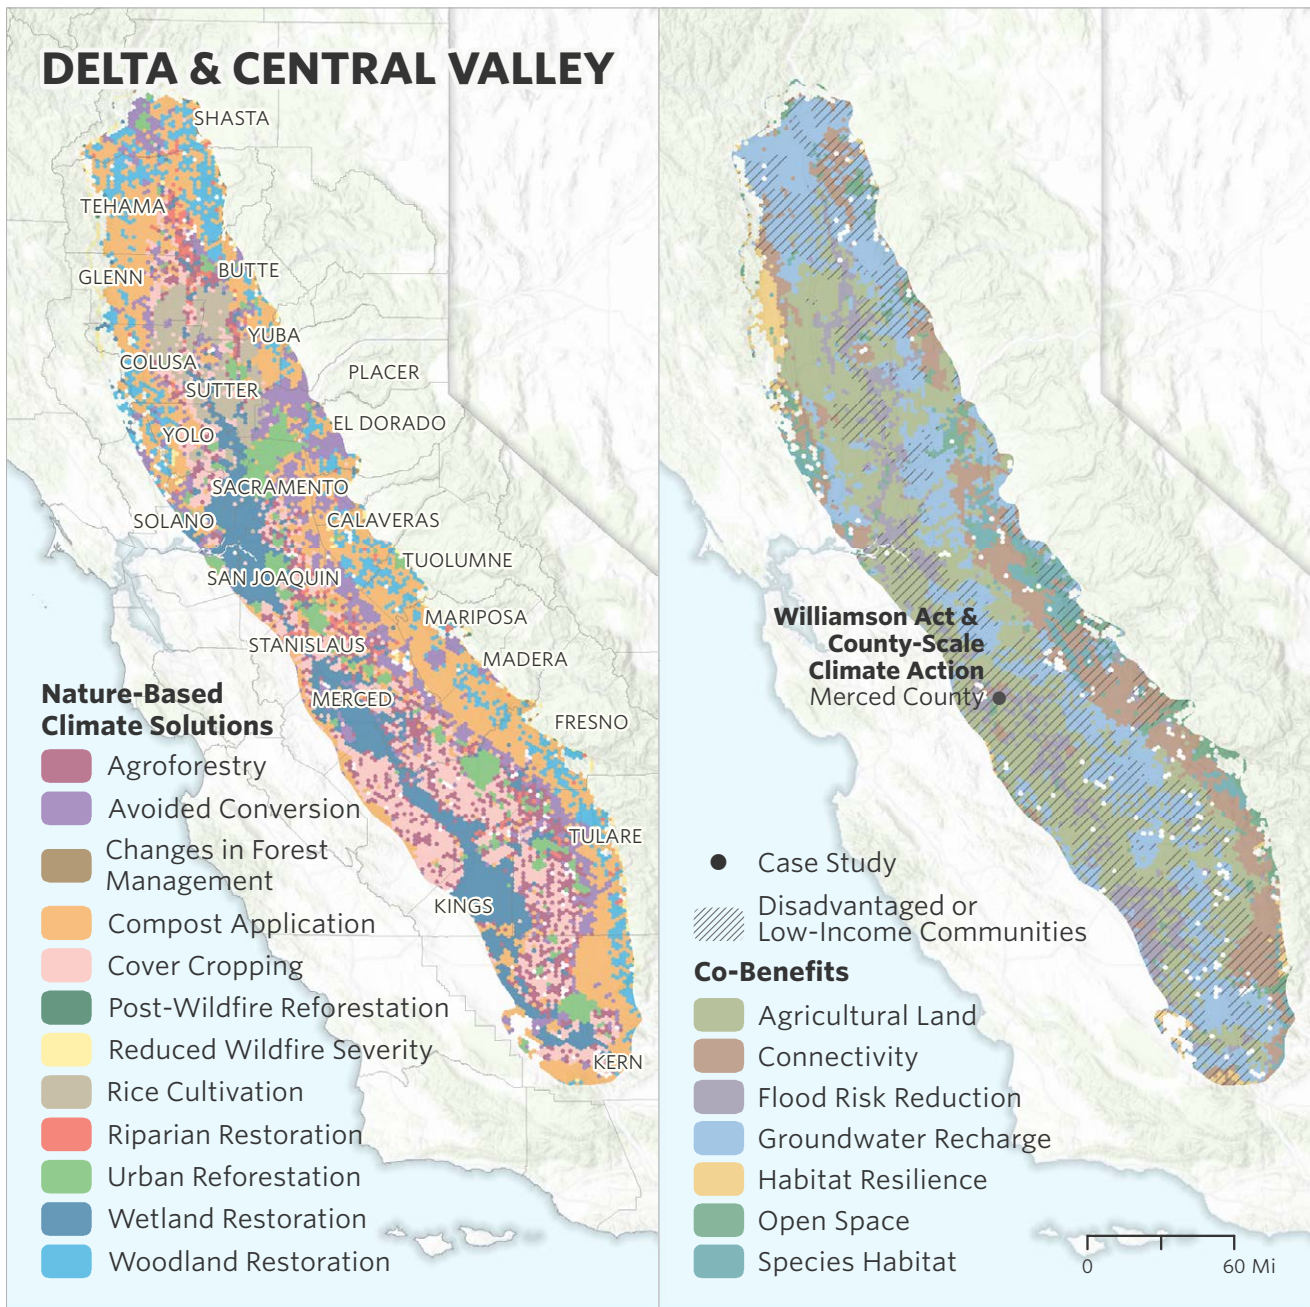 DELTA & CENTRAL VALLEY
SHASTA
TEHAMA
GLENN
BUTTE
YUBA
COLUSA
PLACER
SUTTER
EL DORADO
YOLO
SACRAMENTO
SOLANO
CALAVERAS
TUOLUMNE
SAN JOAQUIN
MARIPOSA
STANISLAUS
MADERA
MERCED
FRESNO
TULARE
KINGS
KERN
Nature-Based
Climate Solutions
Agroforestry
Avoided Conversion
Changes in Forest
Management
Compost Application
Cover Cropping
Post-Wildfire Reforestation
Reduced Wildfire Severity
Rice Cultivation
Riparian Restoration
Urban Reforestation
Wetland Restoration
Woodland Restoration
Williamson Act &
County-Scale
Climate Action
Merced County
Case Study
Disadvantaged or
Low-Income Communities
Co-Benefits
Agricultural Land
Connectivity
Flood Risk Reduction
Groundwater Recharge
Habitat Resilience
Open Space
Species Habitat
0 60 Mi